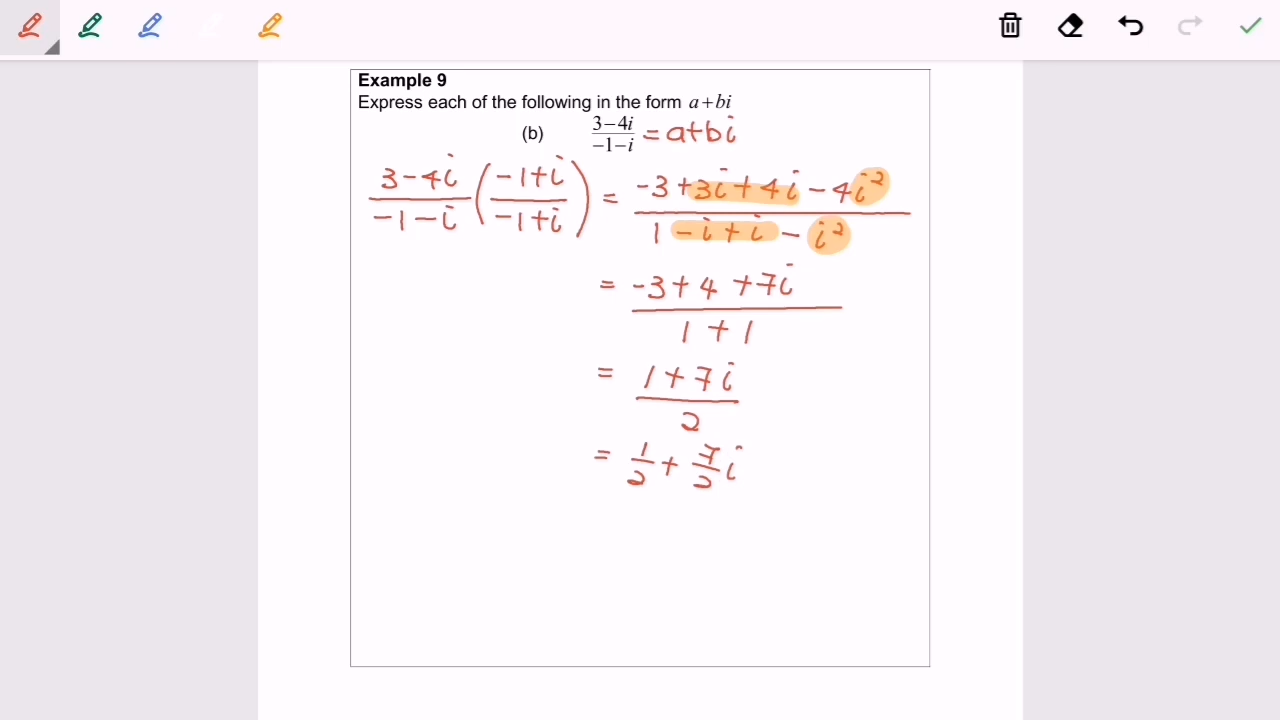 Example 9
Express each of the following in the form a+bi
(b) (3-4i)/(-1-i) = a+bi
(3-4i)/(-1-i) ((-1+i)/(-1+i)) = (-3+3i+4i-4i²)/(1-i+i-i²)
= (-3+4+7i)/(1+1)
= (1+7i)/2
= 1/2 + 7/2 i